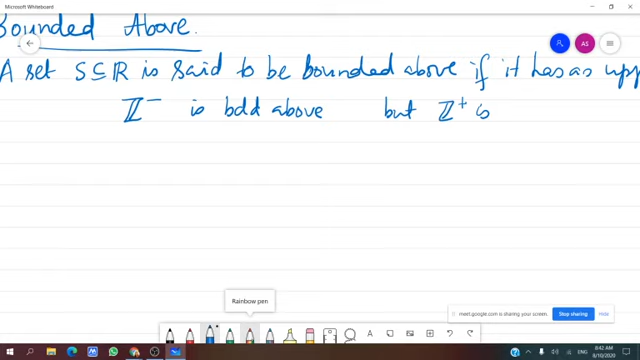 Microsoft Whiteboard
Bounded Above.
A set S⊆ℝ is said to be bounded above if it has as upp
ℤ⁻ is bdd above but ℤ⁺ is
AS
Rainbow pen
meet.google.com is sharing your screen. Stop sharing Hide
ENG
8:42 AM
8/10/2020